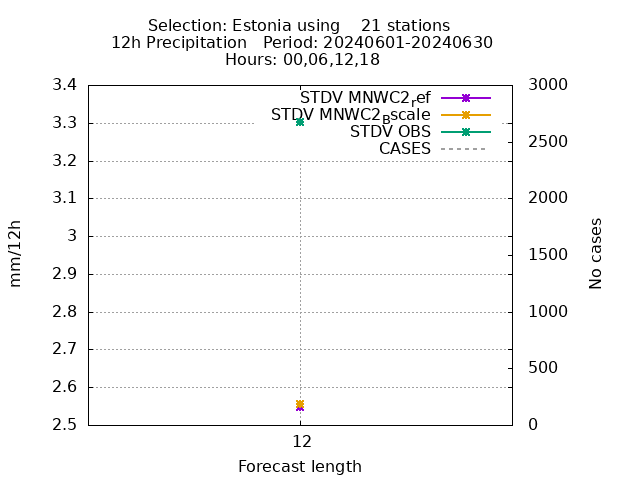 Selection: Estonia using    21 stations
12h Precipitation   Period: 20240601-20240630
Hours: 00,06,12,18
3.4
3.3
3.2
3.1
3
2.9
2.8
2.7
2.6
2.5
mm/12h
STDV MNWC2ref
STDV MNWC2Bscale
STDV OBS
CASES
3000
2500
2000
1500
1000
500
0
No cases
12
Forecast length